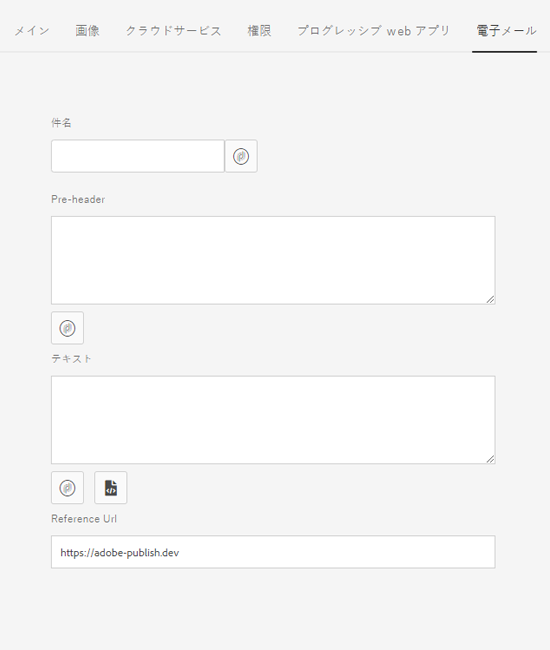 メイン 画像 クラウドサービス 権限 プログレッシブ web アプリ 電子メール
件名
Pre-header
テキスト
Reference Url
https://adobe-publish.dev